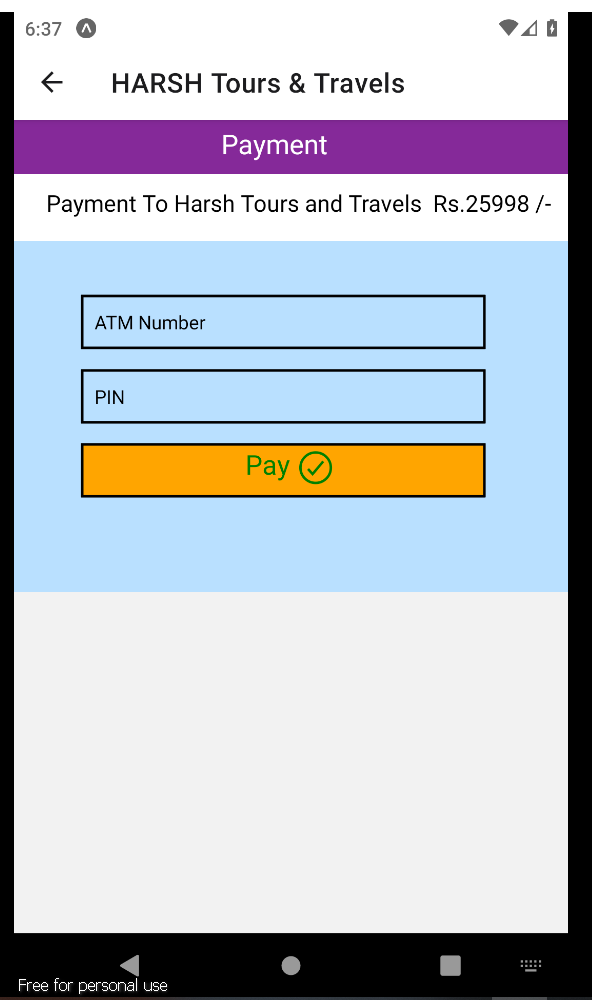 6:37
HARSH Tours & Travels
Payment
Payment To Harsh Tours and Travels Rs.25998 /-
ATM Number
PIN
Pay
Free for personal use